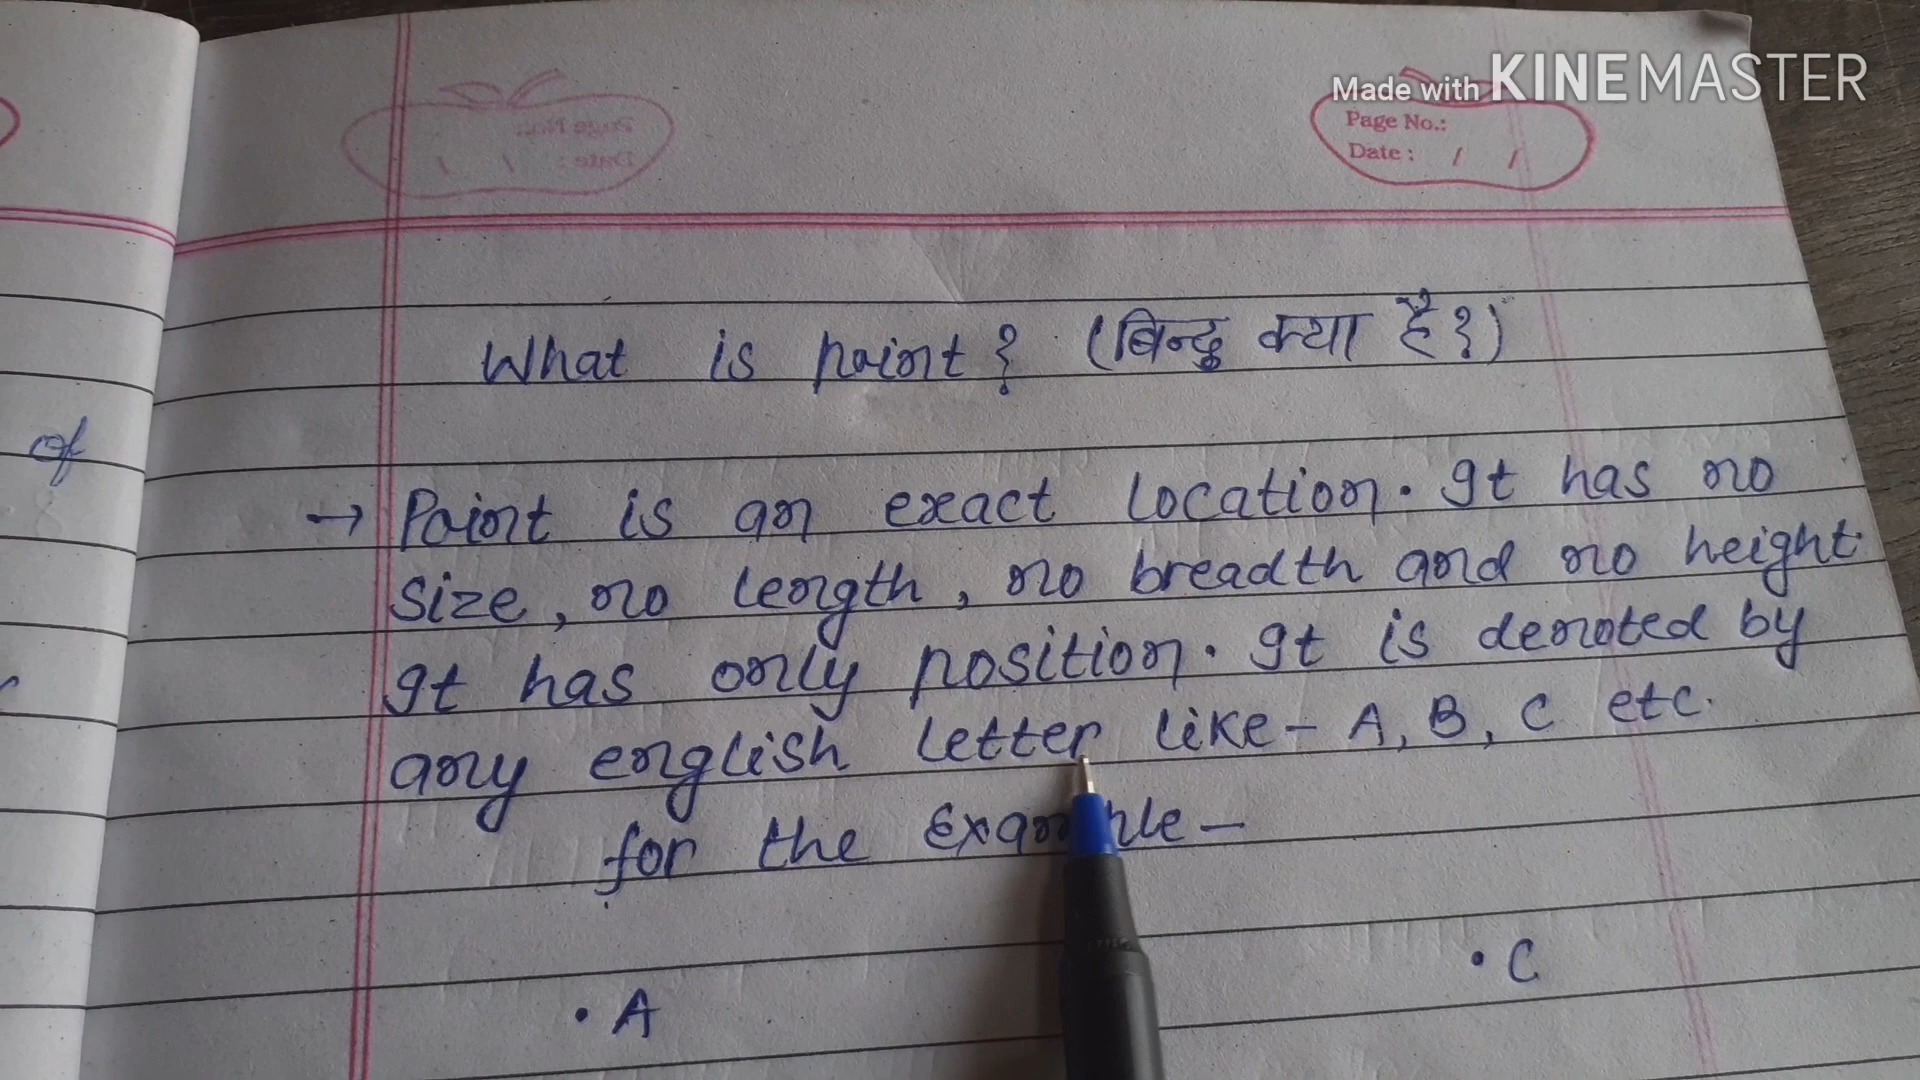 Made with KINEMASTER
Page No.:
Date : / /
What is point? (बिन्दु क्या है?)
of
→ Point is an exact location. It has no
size, no length, no breadth and no height.
It has only position. It is denoted by
any english letter like - A, B, C etc.
for the Example -
. C
. A